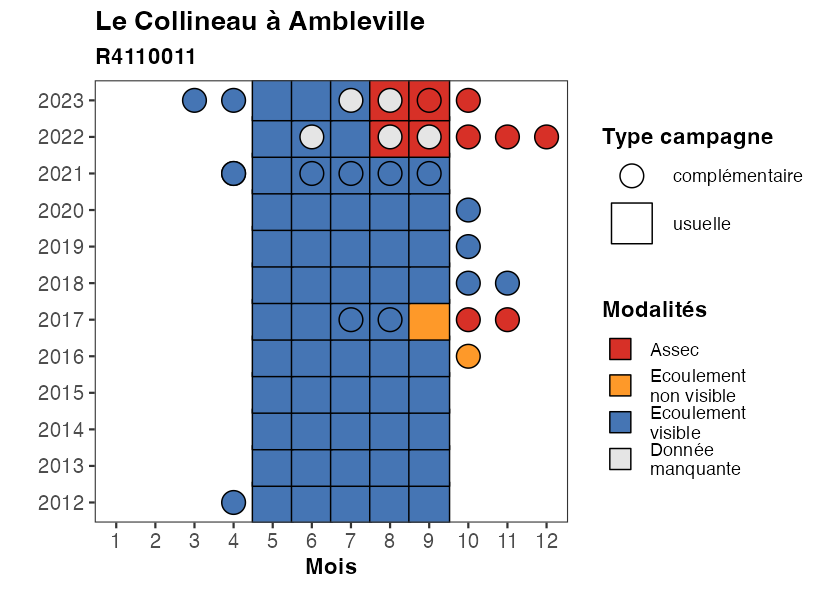 Le Collineau à Ambleville
R4110011
2023
2022
2021
2020
2019
2018
2017
2016
2015
2014
2013
2012
1 2 3 4 5 6 7 8 9 10 11 12
Mois
Type campagne
complémentaire
usuelle
Modalités
Assec
Ecoulement
non visible
Ecoulement
visible
Donnée
manquante